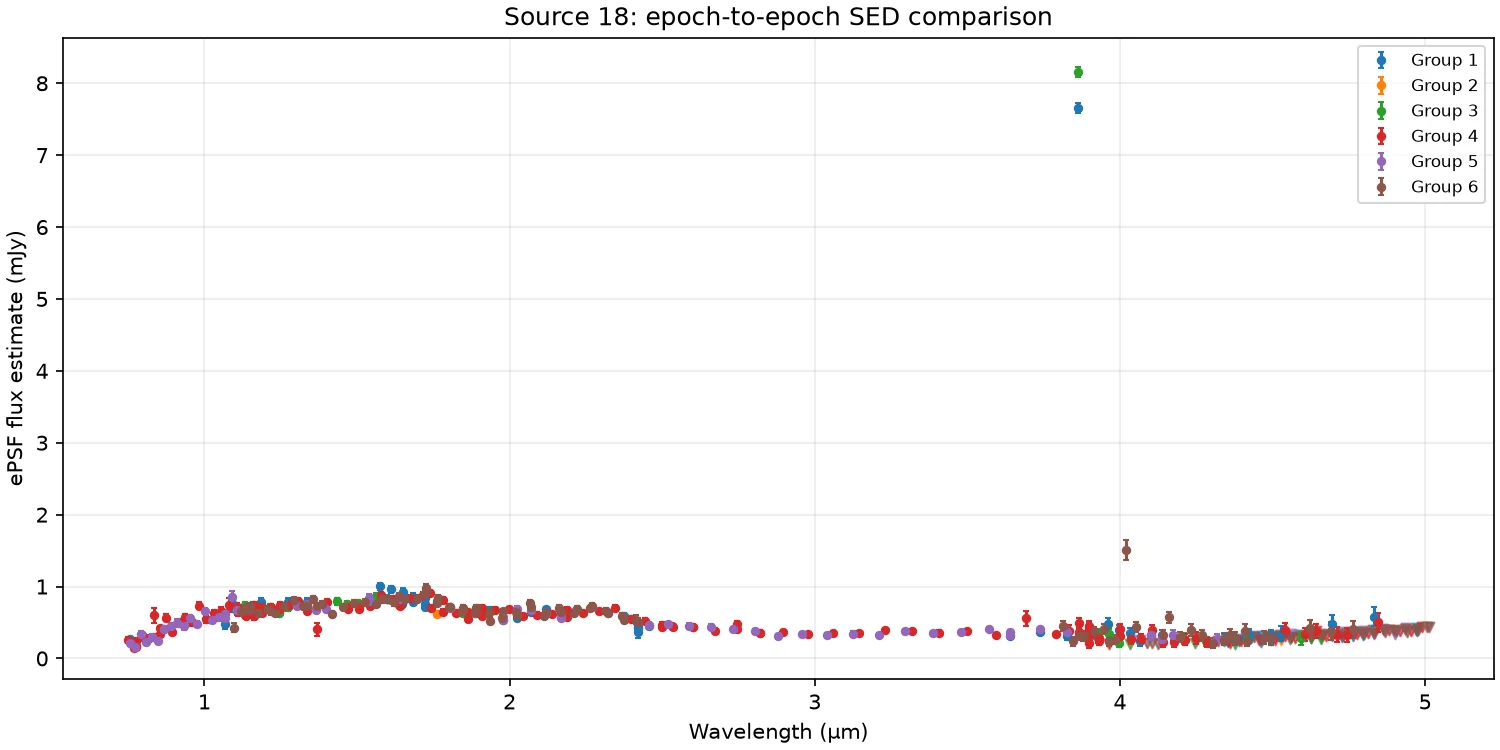 Source 18: epoch-to-epoch SED comparison
ePSF flux estimate (mJy)
8
7
6
5
4
3
2
1
0
1 2 3 4 5
Wavelength (μm)
Group 1
Group 2
Group 3
Group 4
Group 5
Group 6